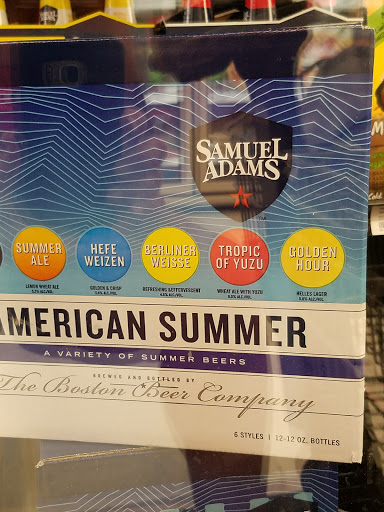 SAMUEL
ADAMS
SUMMER
ALE
HEFE
WEIZEN
BERLINER
WEISSE
TROPIC
OF YUZU
GOLDEN
HOUR
LEMON WHEAT ALE
GOLDEN & CRISP
REFRESHING & EFFERVESCENT
WHEAT ALE WITH YUZU
HELLES LAGER
AMERICAN SUMMER
A VARIETY OF SUMMER BEERS
BREWED AND BOTTLED BY
The Boston Beer Company
6 STYLES | 12-12 OZ. BOTTLES